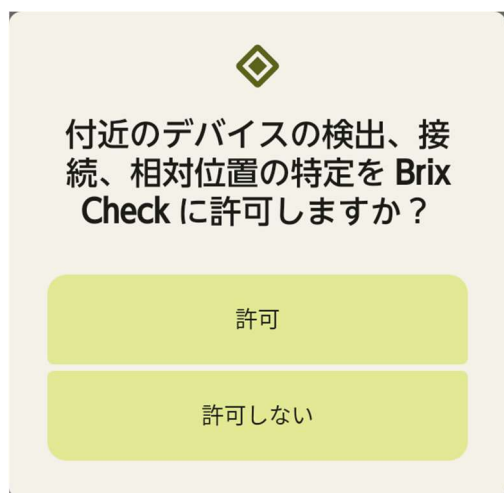 付近のデバイスの検出、接
続、相対位置の特定を Brix
Check に許可しますか？
許可
許可しない